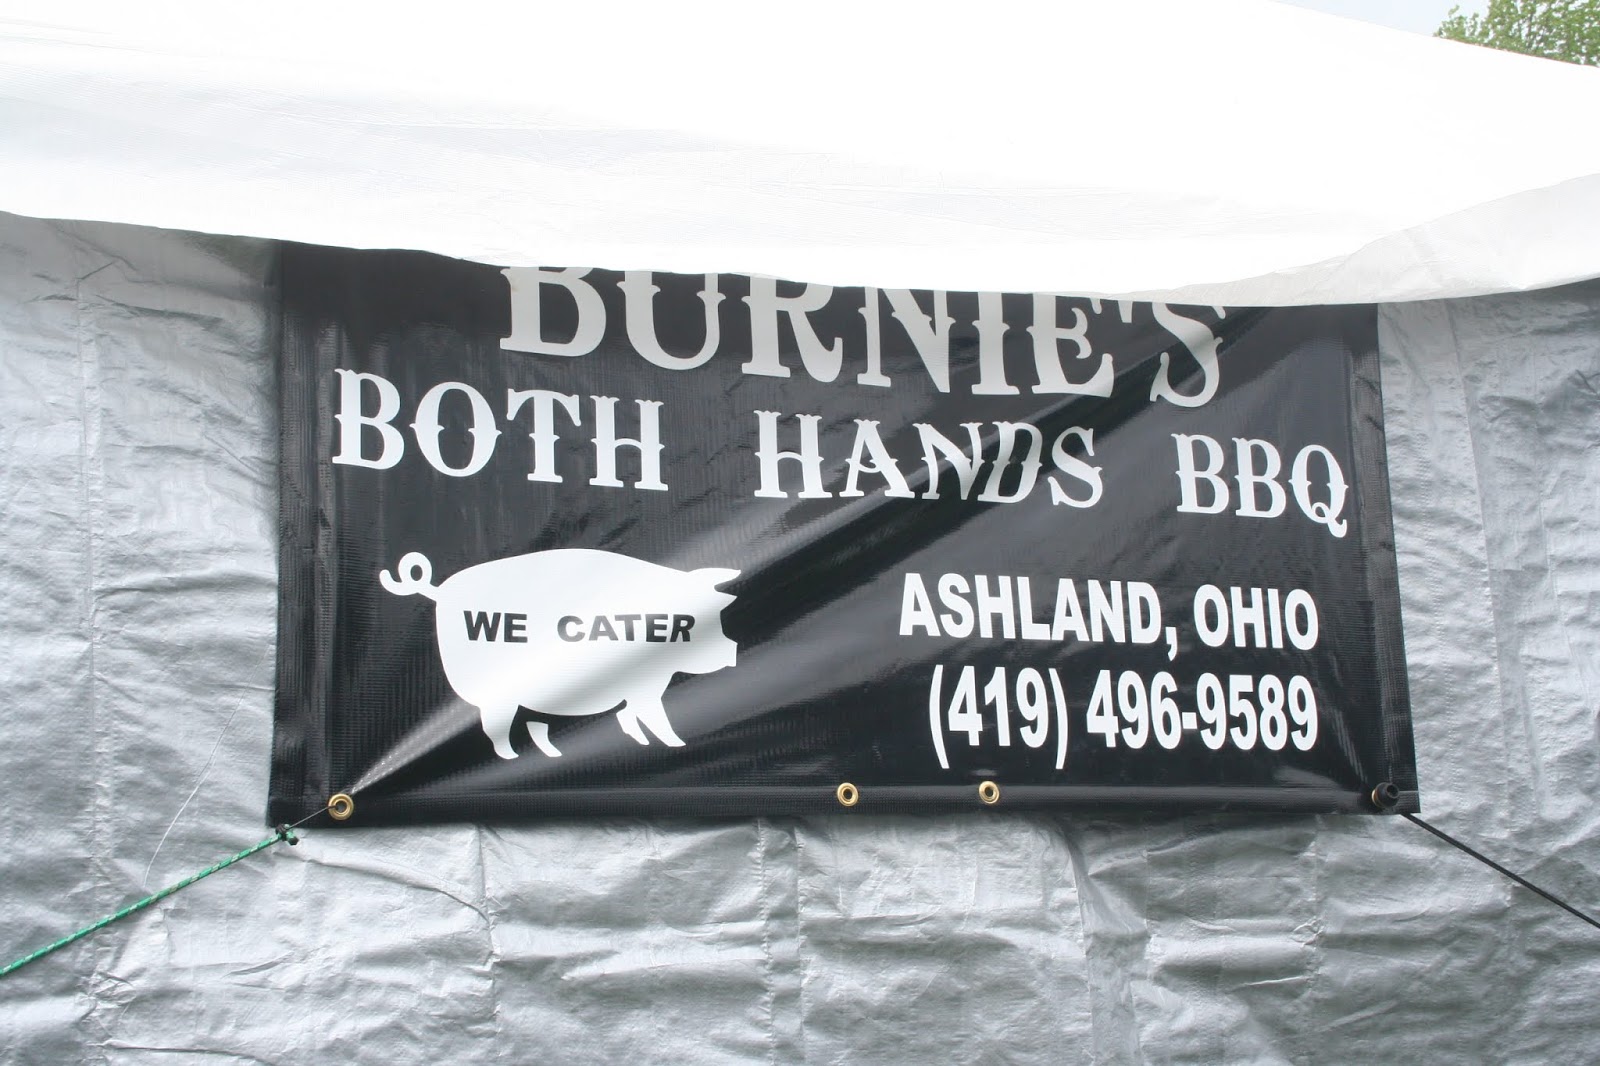 BURNIE'S
BOTH HANDS BBQ
WE CATER
ASHLAND, OHIO
(419) 496-9589